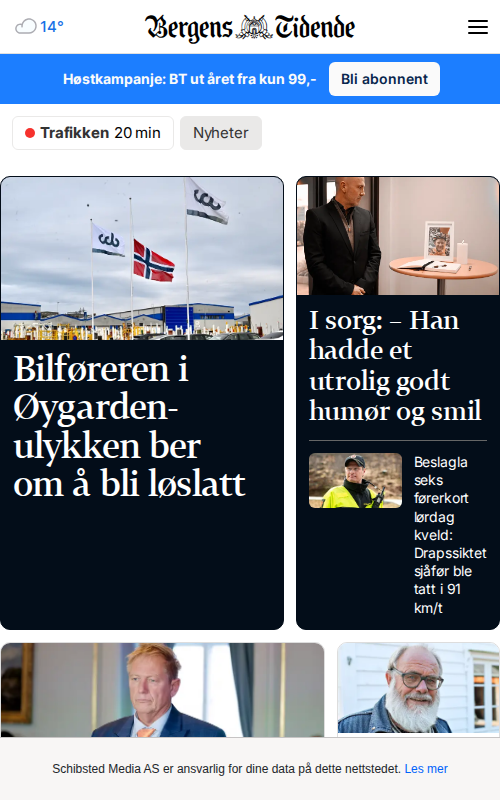 14°
Bergens Tidende
Høstkampanje: BT ut året fra kun 99,-
Bli abonnent
Trafikken 20 min
Nyheter
Bilføreren i
Øygarden-
ulykken ber
om å bli løslatt
I sorg: – Han
hadde et
utrolig godt
humør og smil
Beslagla
seks
førerkort
lørdag
kveld:
Drapssiktet
sjåfør ble
tatt i 91
km/t
Schibsted Media AS er ansvarlig for dine data på dette nettstedet. Les mer